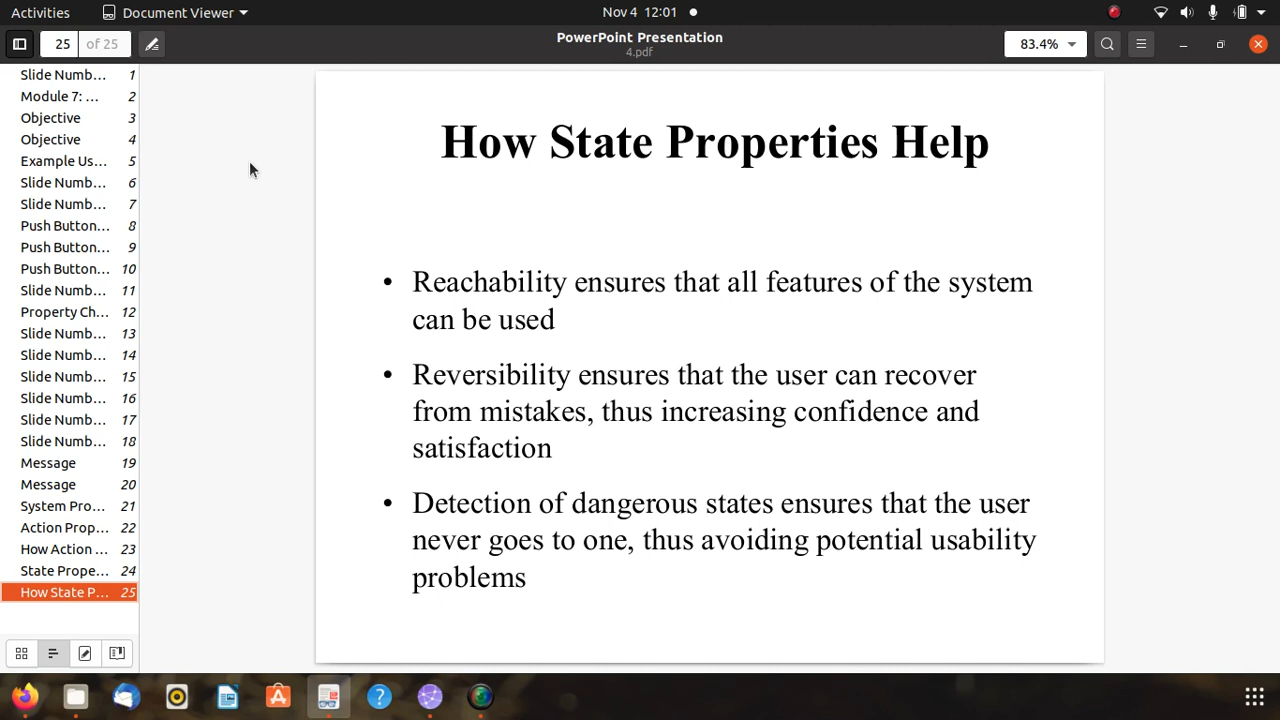 Activities
Document Viewer
Nov 4 12:01
25
of 25
PowerPoint Presentation
4.pdf
83.4%
Slide Numb... 1
Module 7: ... 2
Objective 3
Objective 4
Example Us... 5
Slide Numb... 6
Slide Numb... 7
Push Button... 8
Push Button... 9
Push Button... 10
Slide Numb... 11
Property Ch... 12
Slide Numb... 13
Slide Numb... 14
Slide Numb... 15
Slide Numb... 16
Slide Numb... 17
Slide Numb... 18
Message 19
Message 20
System Pro... 21
Action Prop... 22
How Action ... 23
State Prope... 24
How State P... 25
How State Properties Help
• Reachability ensures that all features of the system
can be used
• Reversibility ensures that the user can recover
from mistakes, thus increasing confidence and
satisfaction
• Detection of dangerous states ensures that the user
never goes to one, thus avoiding potential usability
problems